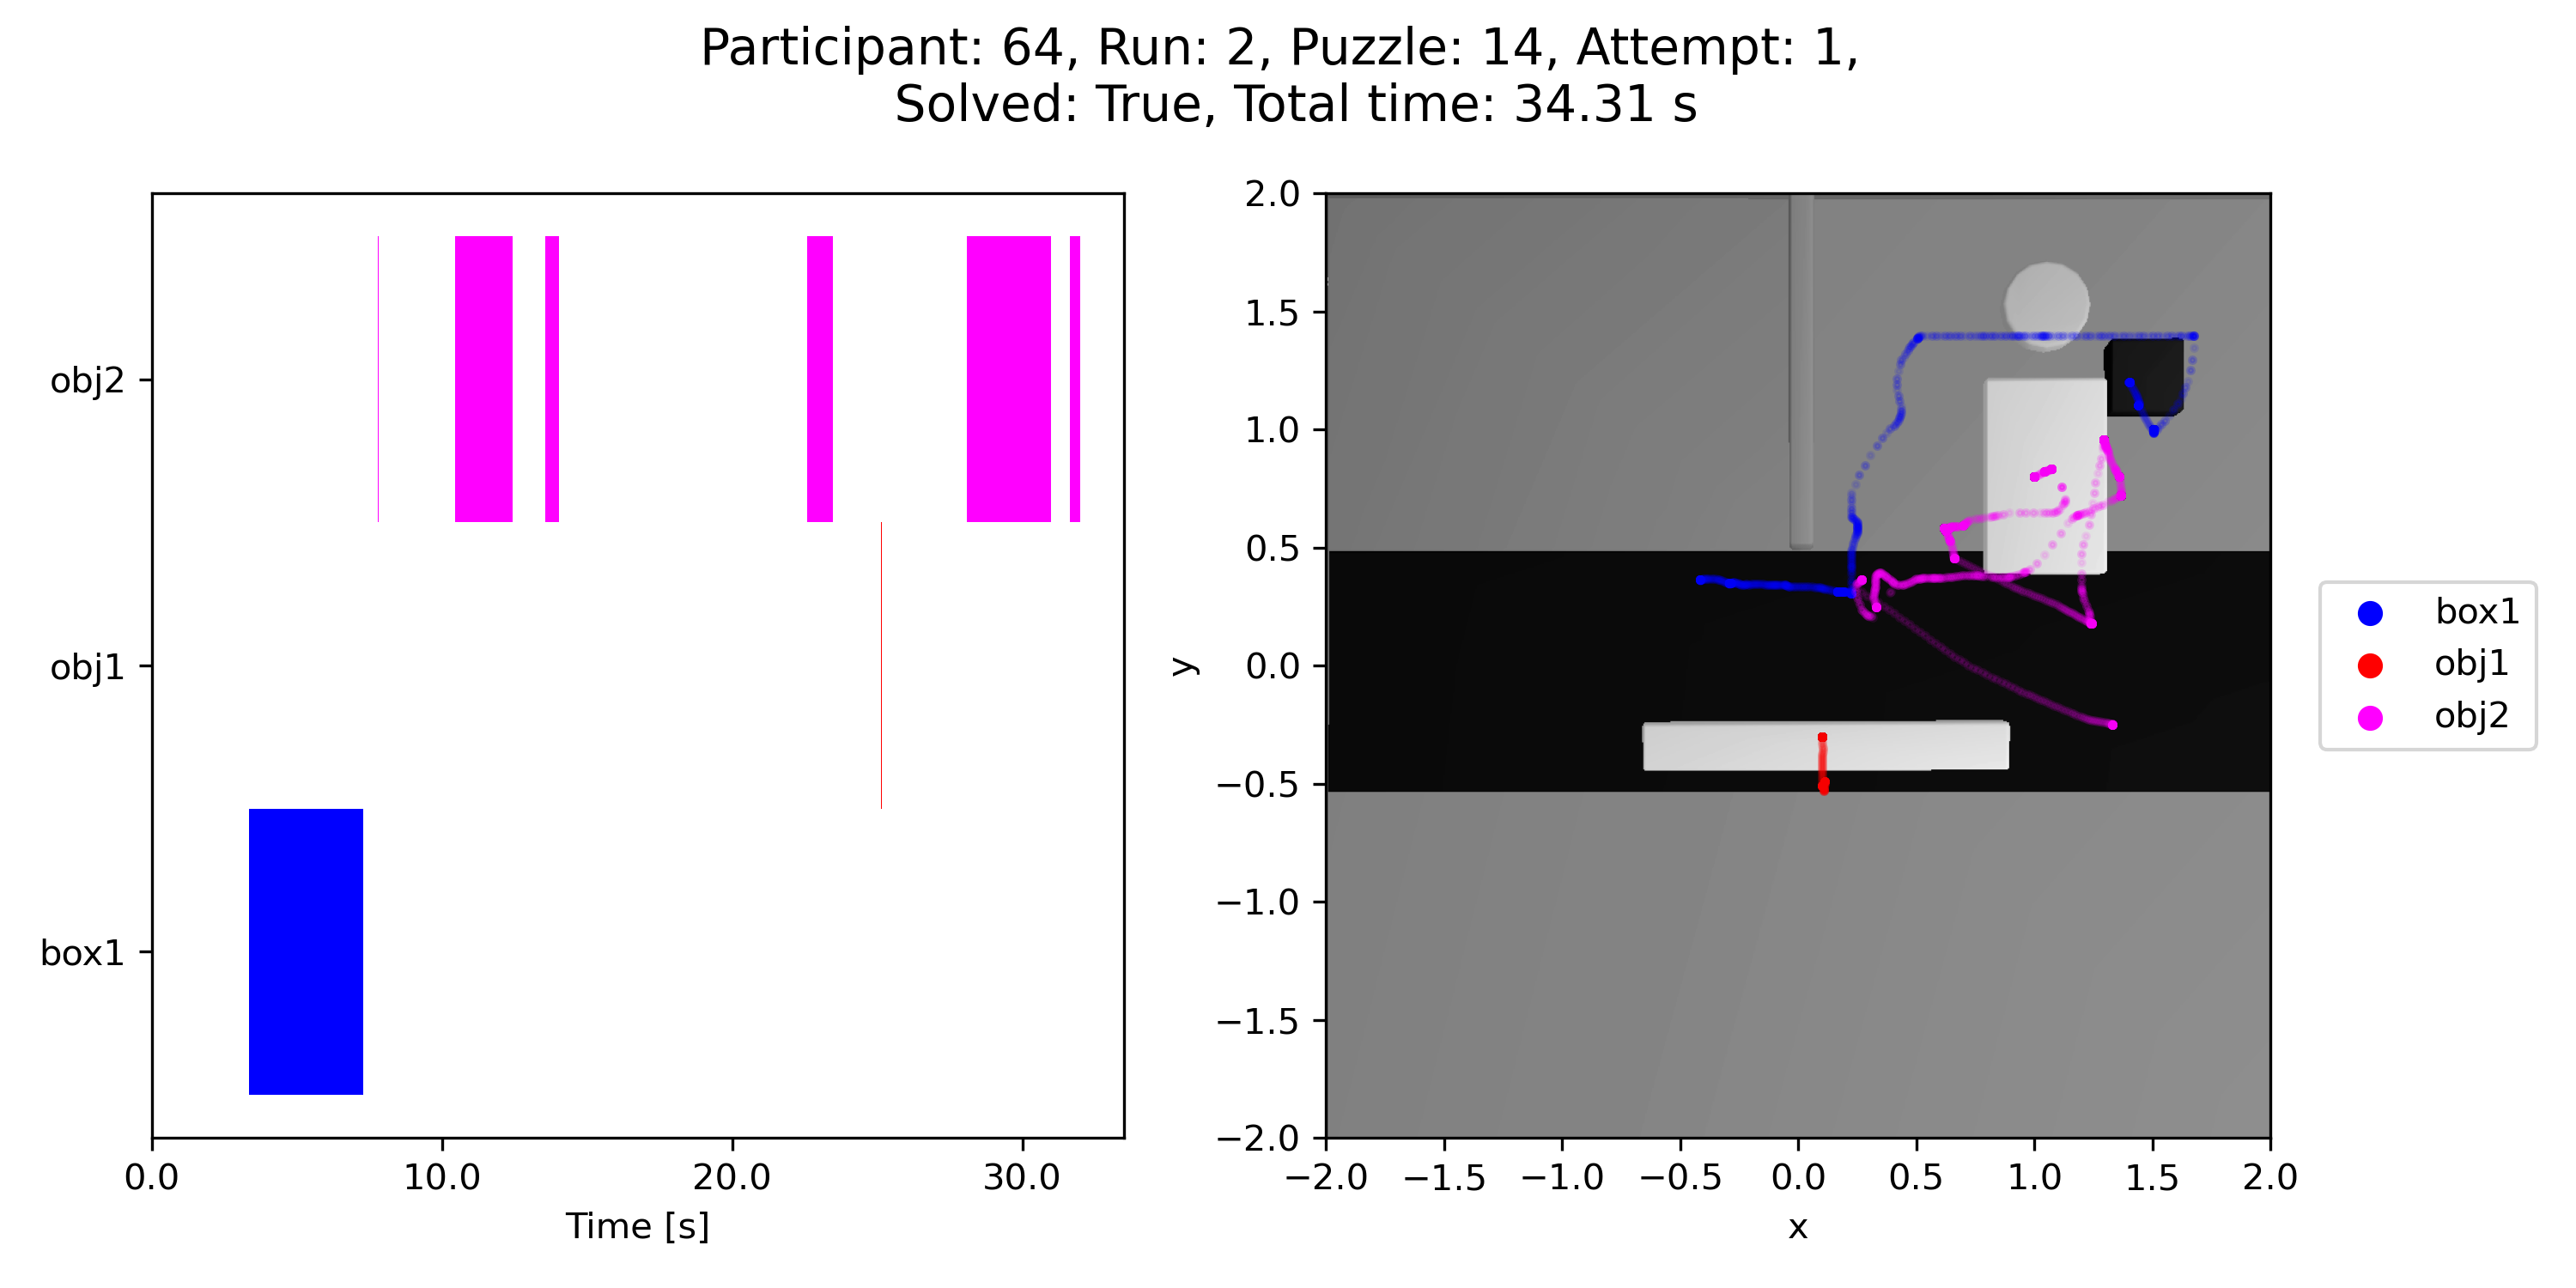 Participant: 64, Run: 2, Puzzle: 14, Attempt: 1,
Solved: True, Total time: 34.31 s
obj2
obj1
box1
0.0 10.0 20.0 30.0
Time [s]
2.0
1.5
1.0
0.5
0.0
−0.5
−1.0
−1.5
−2.0
y
−2.0 −1.5 −1.0 −0.5 0.0 0.5 1.0 1.5 2.0
x
box1
obj1
obj2